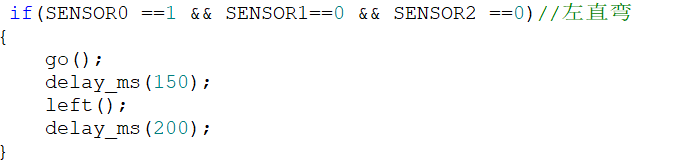 if(SENSOR0 ==1 && SENSOR1==0 && SENSOR2 ==0)//左直弯
{
    go();
    delay_ms(150);
    left();
    delay_ms(200);
}